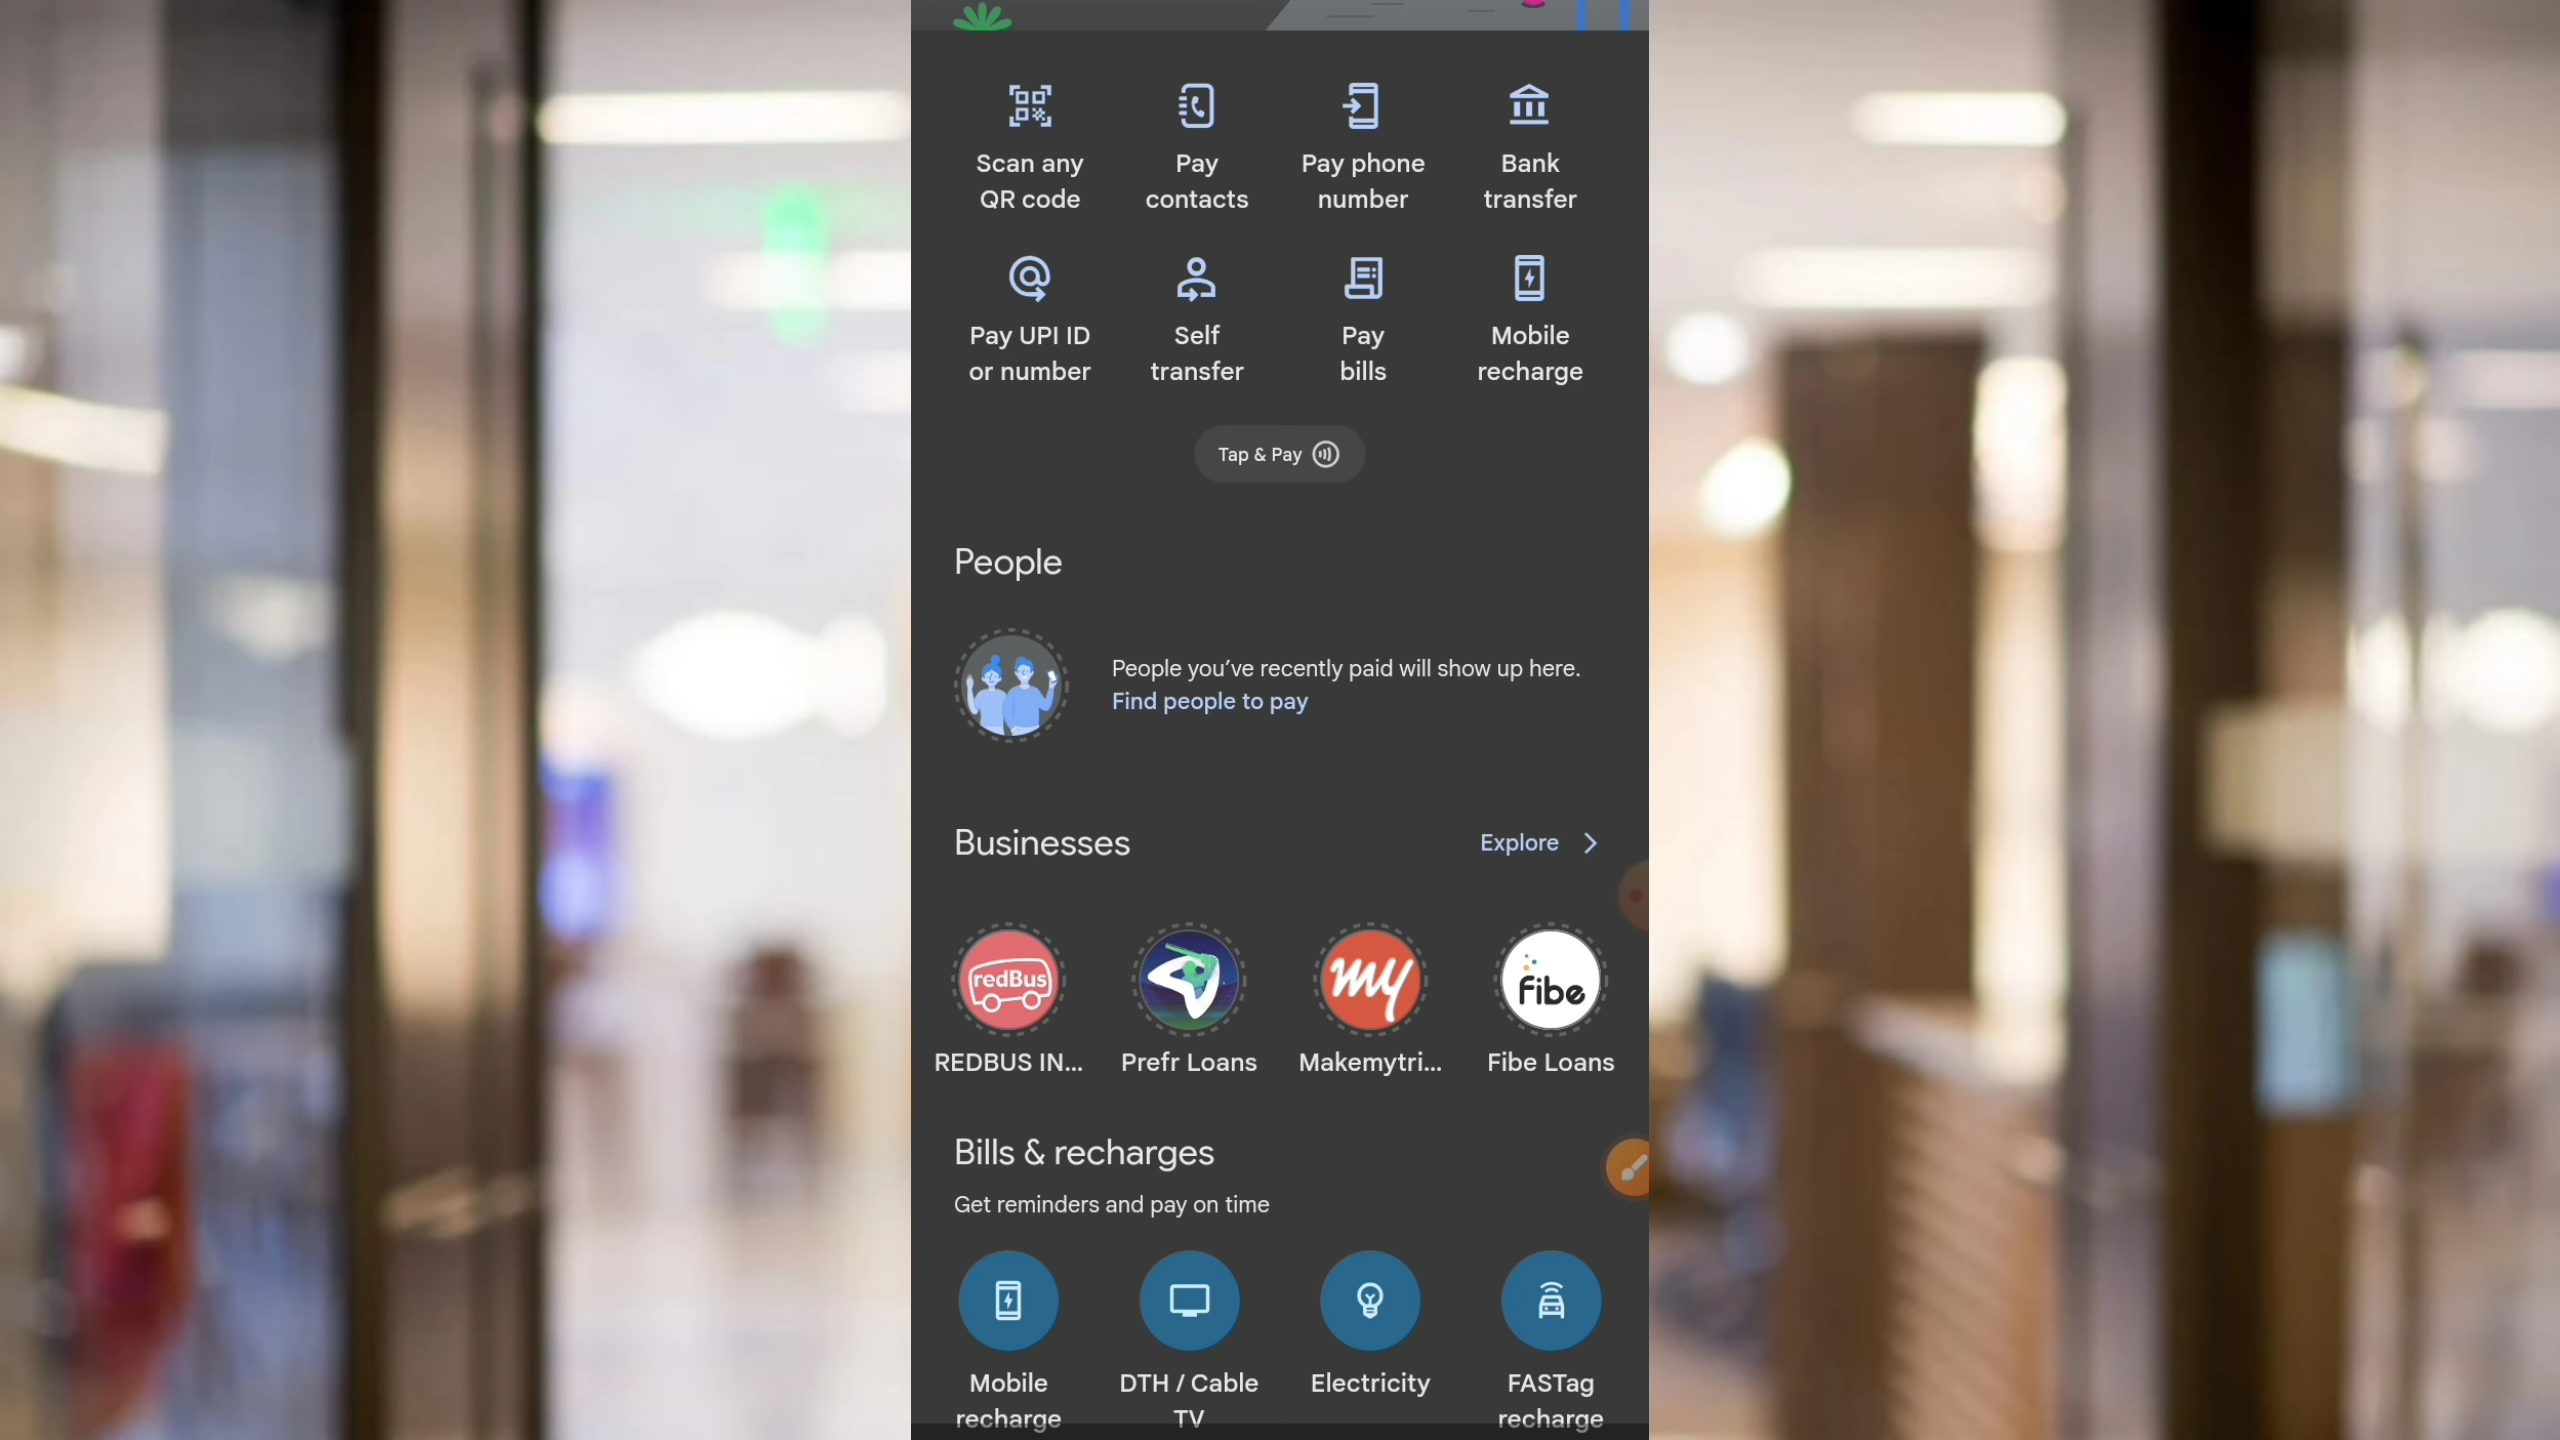 Scan any
QR code
Pay
contacts
Pay phone
number
Bank
transfer
Pay UPI ID
or number
Self
transfer
Pay
bills
Mobile
recharge
Tap & Pay
People
People you’ve recently paid will show up here.
Find people to pay
Businesses
Explore
redBus
my
fibe
REDBUS IN...
Prefr Loans
Makemytri...
Fibe Loans
Bills & recharges
Get reminders and pay on time
Mobile
recharge
DTH / Cable
TV
Electricity
FASTag
recharge